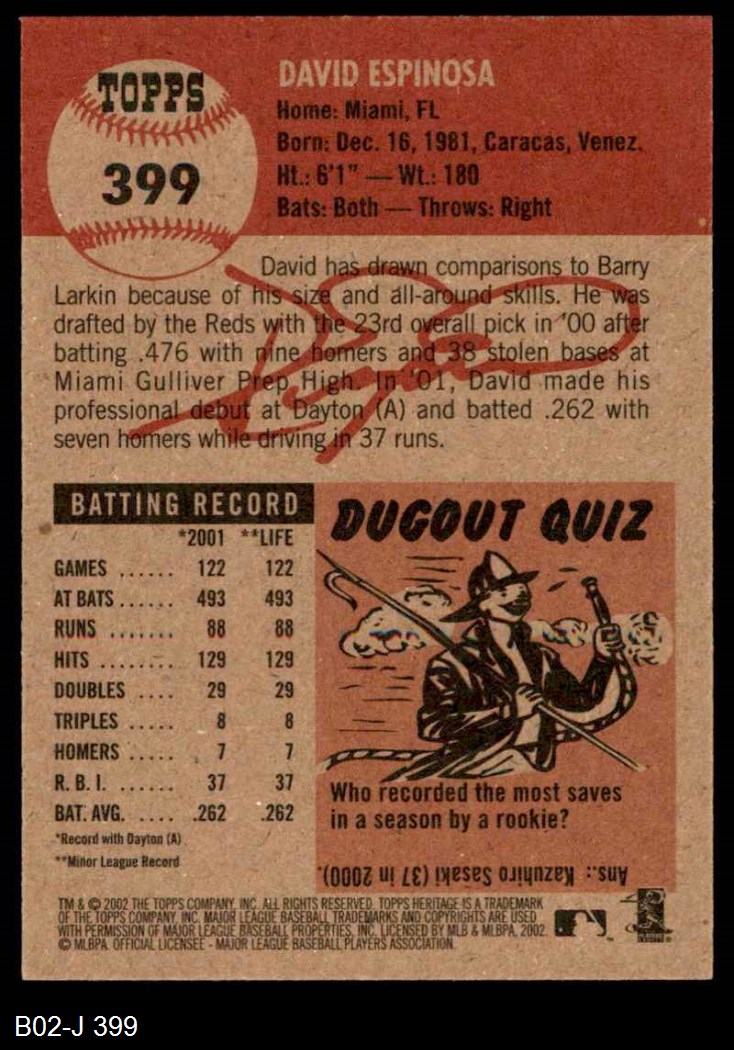 TOPPS
399
DAVID ESPINOSA
Home: Miami, FL
Born: Dec. 16, 1981, Caracas, Venez.
Ht.: 6'1" — Wt.: 180
Bats: Both — Throws: Right
David has drawn comparisons to Barry
Larkin because of his size and all-around skills. He was
drafted by the Reds with the 23rd overall pick in '00 after
batting .476 with nine homers and 38 stolen bases at
Miami Gulliver Prep High. In '01, David made his
professional debut at Dayton (A) and batted .262 with
seven homers while driving in 37 runs.
BATTING RECORD
*2001 **LIFE
GAMES ...... 122 122
AT BATS ...... 493 493
RUNS ....... 88 88
HITS ........ 129 129
DOUBLES .... 29 29
TRIPLES ..... 8 8
HOMERS ..... 7 7
R. B. I. ...... 37 37
BAT. AVG. .... .262 .262
*Record with Dayton (A)
**Minor League Record
DUGOUT QUIZ
Who recorded the most saves
in a season by a rookie?
Ans.: Kazuhiro Sasaki (37 in 2000).
TM & © 2002 THE TOPPS COMPANY, INC. ALL RIGHTS RESERVED. TOPPS HERITAGE IS A TRADEMARK
OF THE TOPPS COMPANY, INC. MAJOR LEAGUE BASEBALL TRADEMARKS AND COPYRIGHTS ARE USED
WITH PERMISSION OF MAJOR LEAGUE BASEBALL PROPERTIES, INC. LICENSED BY MLB & MLBPA, 2002.
© MLBPA. OFFICIAL LICENSEE - MAJOR LEAGUE BASEBALL PLAYERS ASSOCIATION.
B02-J 399